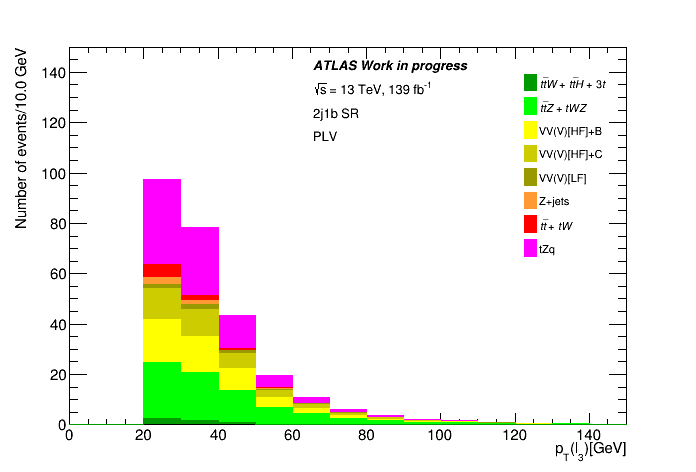 Number of events/10.0 GeV
140
120
100
80
60
40
20
0
ATLAS Work in progress
√s = 13 TeV, 139 fb⁻¹
2j1b SR
PLV
tt̄W + tt̄H + 3t
tt̄Z + tWZ
VV(V)[HF]+B
VV(V)[HF]+C
VV(V)[LF]
Z+jets
tt̄ + tW
tZq
0 20 40 60 80 100 120 140
p_T(l_3)[GeV]